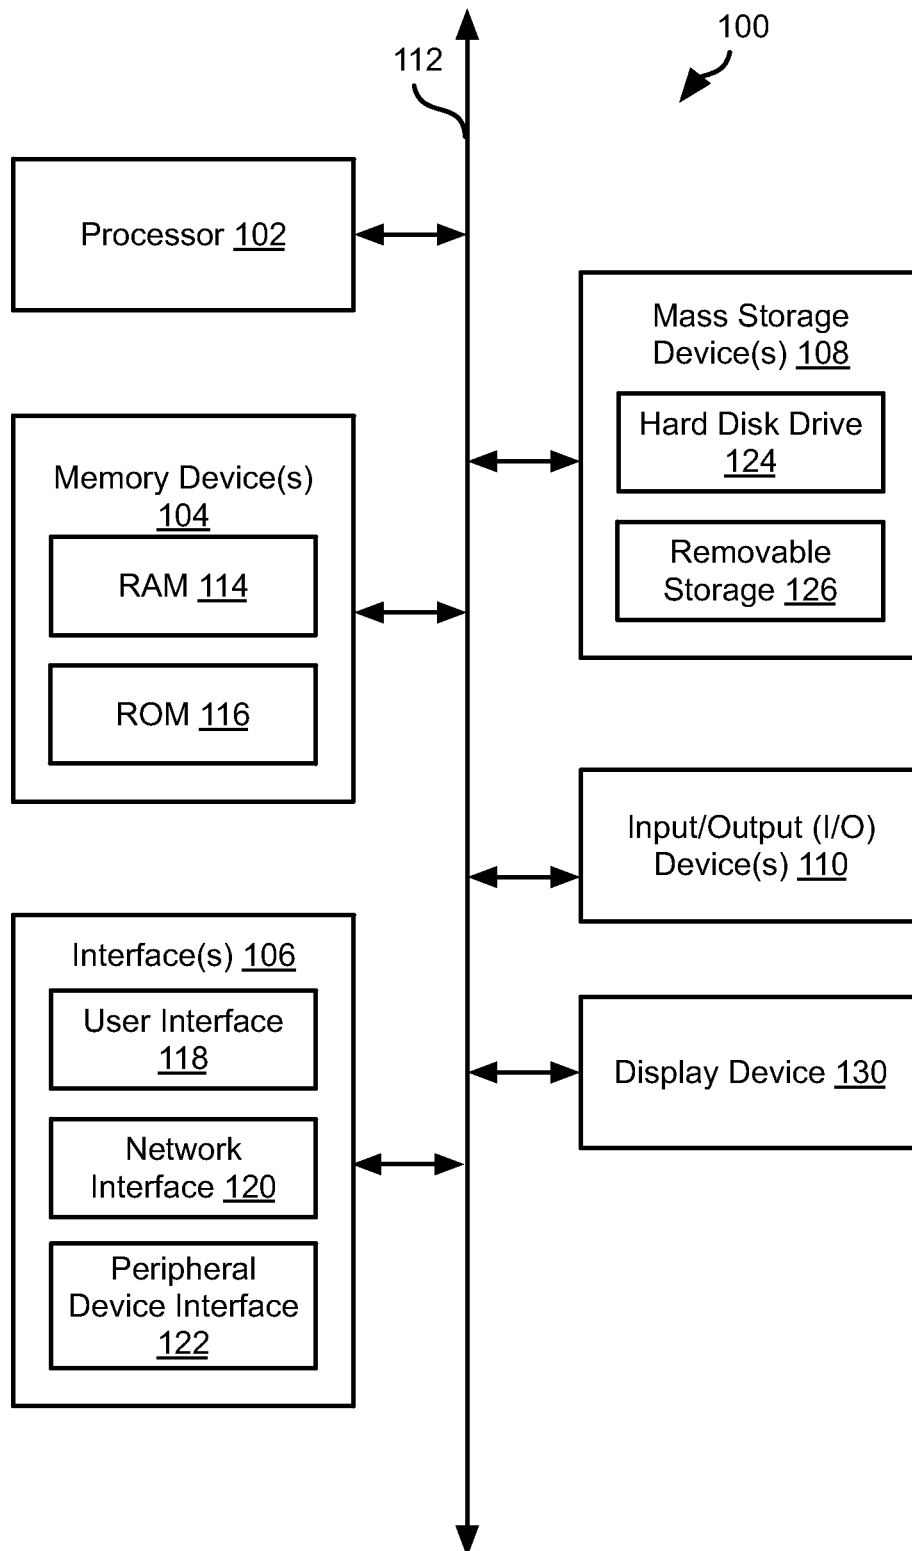 100
112
Processor 102
Memory Device(s)
104
RAM 114
ROM 116
Interface(s) 106
User Interface
118
Network
Interface 120
Peripheral
Device Interface
122
Mass Storage
Device(s) 108
Hard Disk Drive
124
Removable
Storage 126
Input/Output (I/O)
Device(s) 110
Display Device 130